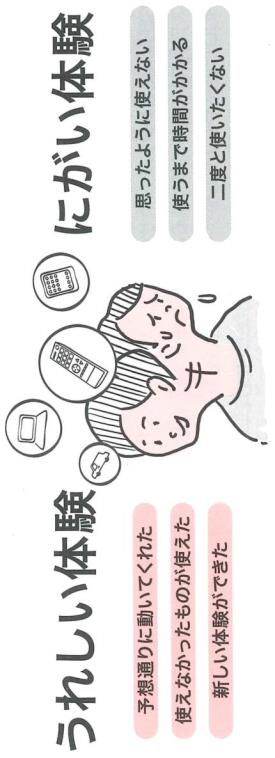 うれしい体験
予想通りに動いてくれた
使えなかったものが使えた
新しい体験ができた
にがい体験
思ったように使えない
使うまで時間がかかる
二度と使いたくない